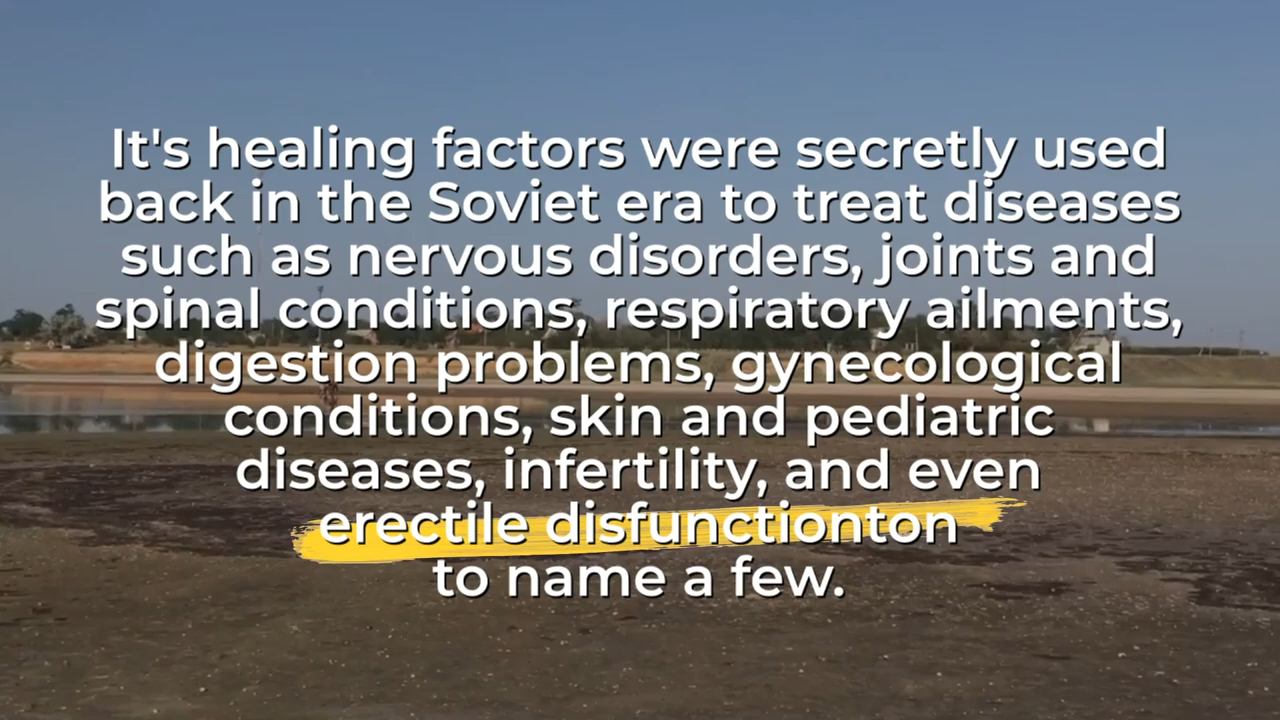 It's healing factors were secretly used
back in the Soviet era to treat diseases
such as nervous disorders, joints and
spinal conditions, respiratory ailments,
digestion problems, gynecological
conditions, skin and pediatric
diseases, infertility, and even
erectile disfunctionton
to name a few.